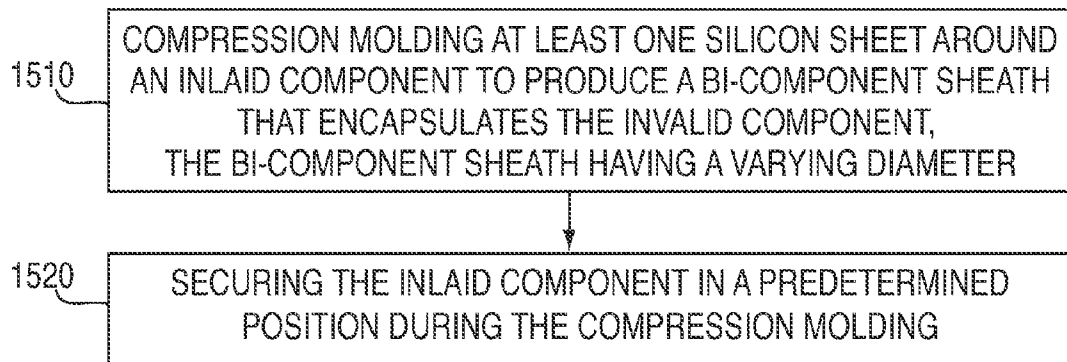 1510
COMPRESSION MOLDING AT LEAST ONE SILICON SHEET AROUND
AN INLAID COMPONENT TO PRODUCE A BI-COMPONENT SHEATH
THAT ENCAPSULATES THE INVALID COMPONENT,
THE BI-COMPONENT SHEATH HAVING A VARYING DIAMETER
1520
SECURING THE INLAID COMPONENT IN A PREDETERMINED
POSITION DURING THE COMPRESSION MOLDING